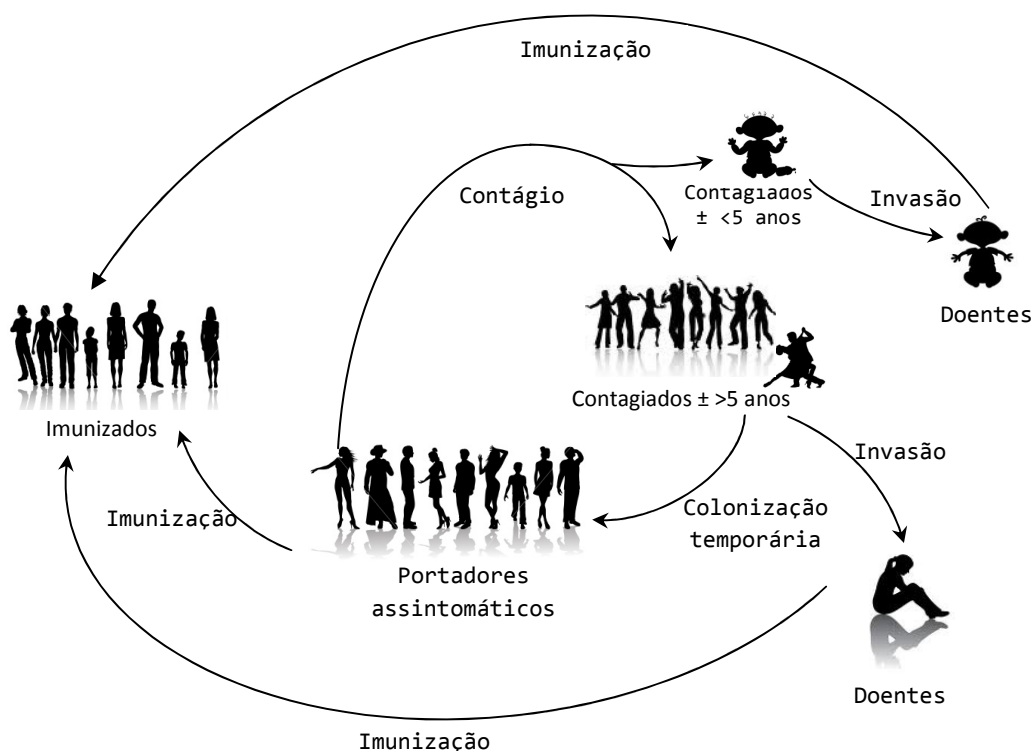 Imunização
Contágio
Contagiados
± <5 anos
Invasão
Doentes
Contagiados ± >5 anos
Imunizados
Invasão
Imunização
Colonização
temporária
Portadores
assintomáticos
Doentes
Imunização